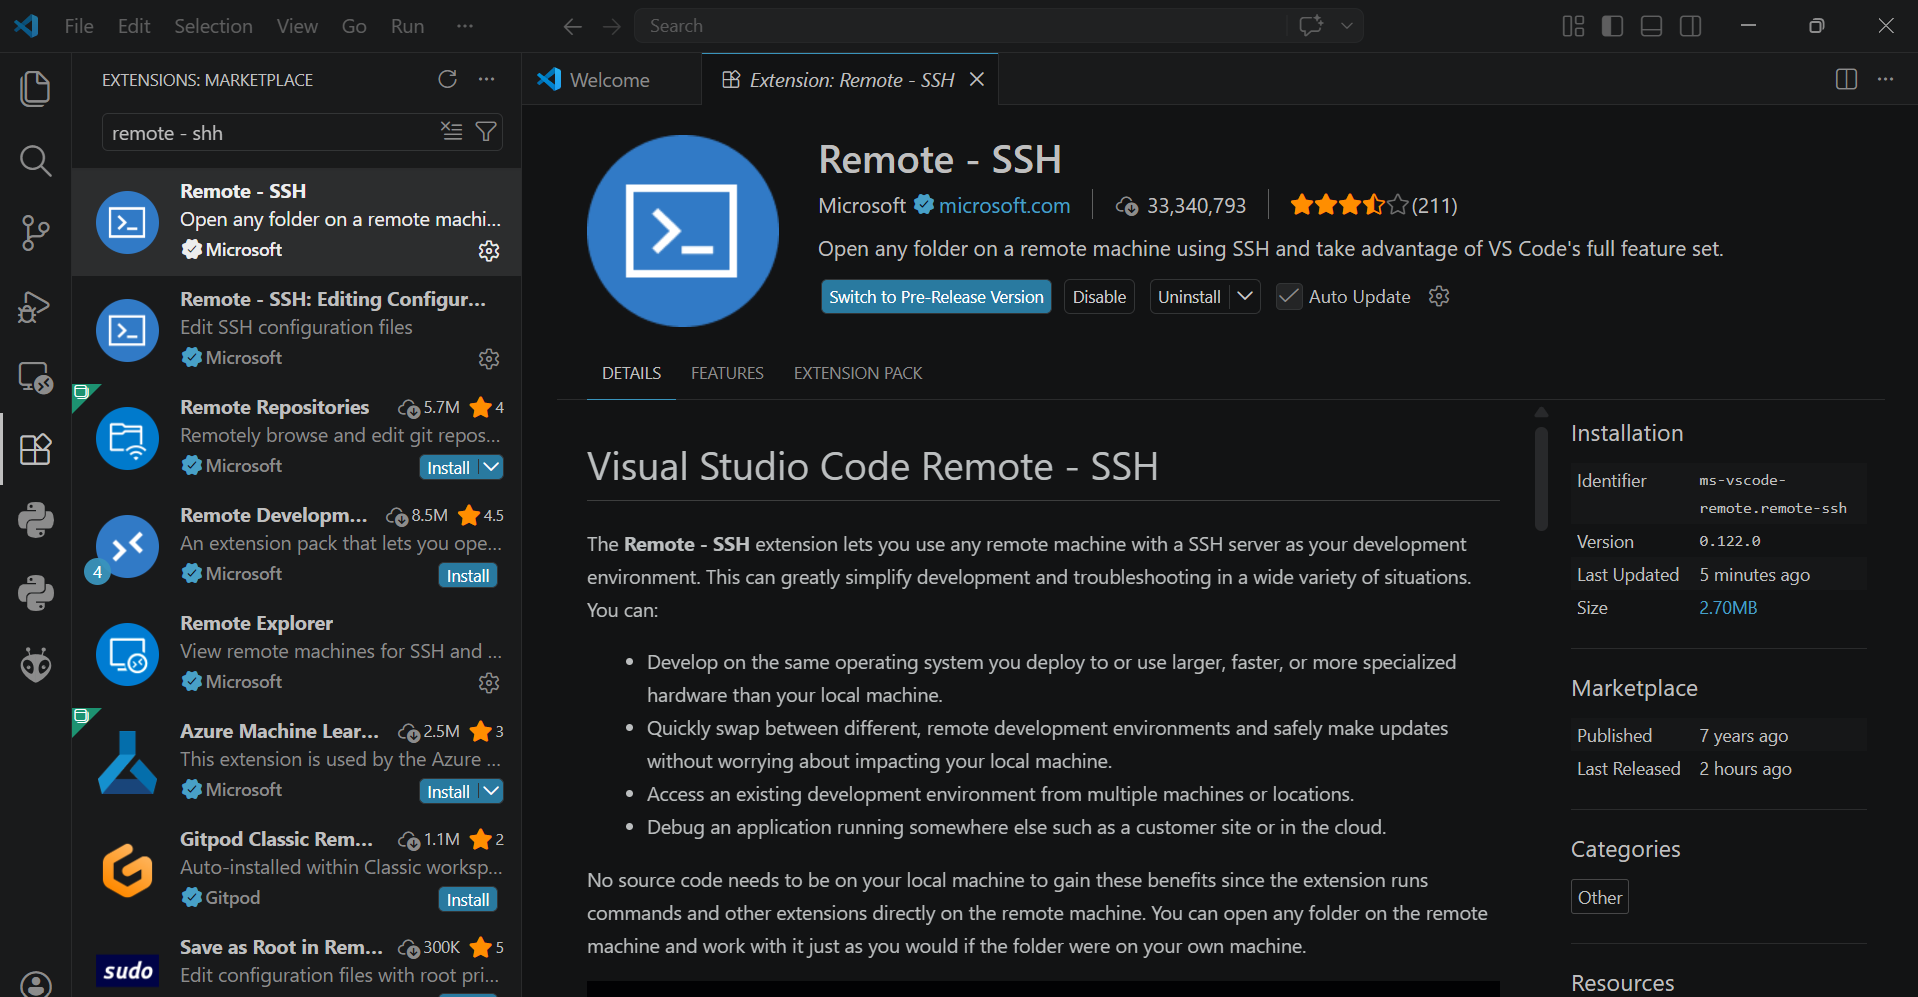 File Edit Selection View Go Run ···
Search
EXTENSIONS: MARKETPLACE
remote - shh
Remote - SSH
Open any folder on a remote machi...
Microsoft
Remote - SSH: Editing Configur...
Edit SSH configuration files
Microsoft
Remote Repositories 5.7M 4
Remotely browse and edit git repos...
Microsoft Install
Remote Developm... 8.5M 4.5
An extension pack that lets you ope...
4 Microsoft Install
Remote Explorer
View remote machines for SSH and ...
Microsoft
Azure Machine Lear... 2.5M 3
This extension is used by the Azure ...
Microsoft Install
Gitpod Classic Rem... 1.1M 2
Auto-installed within Classic worksp...
Gitpod Install
Save as Root in Rem... 300K 5
sudo
Edit configuration files with root pri...
Welcome Extension: Remote - SSH
Remote - SSH
Microsoft microsoft.com 33,340,793 (211)
Open any folder on a remote machine using SSH and take advantage of VS Code's full feature set.
Switch to Pre-Release Version Disable Uninstall Auto Update
DETAILS FEATURES EXTENSION PACK
Visual Studio Code Remote - SSH
The Remote - SSH extension lets you use any remote machine with a SSH server as your development
environment. This can greatly simplify development and troubleshooting in a wide variety of situations.
You can:
• Develop on the same operating system you deploy to or use larger, faster, or more specialized
hardware than your local machine.
• Quickly swap between different, remote development environments and safely make updates
without worrying about impacting your local machine.
• Access an existing development environment from multiple machines or locations.
• Debug an application running somewhere else such as a customer site or in the cloud.
No source code needs to be on your local machine to gain these benefits since the extension runs
commands and other extensions directly on the remote machine. You can open any folder on the remote
machine and work with it just as you would if the folder were on your own machine.
Installation
Identifier ms-vscode-
remote.remote-ssh
Version 0.122.0
Last Updated 5 minutes ago
Size 2.70MB
Marketplace
Published 7 years ago
Last Released 2 hours ago
Categories
Other
Resources